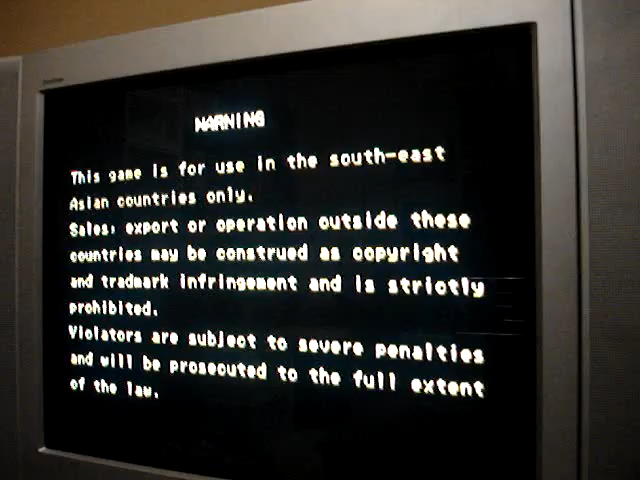 WARNING
This game is for use in the south-east
Asian countries only.
Sales, export or operation outside these
countries may be construed as copyright
and tradmark infringement and is strictly
prohibited.
Violators are subject to severe penalties
and will be prosecuted to the full extent
of the law.